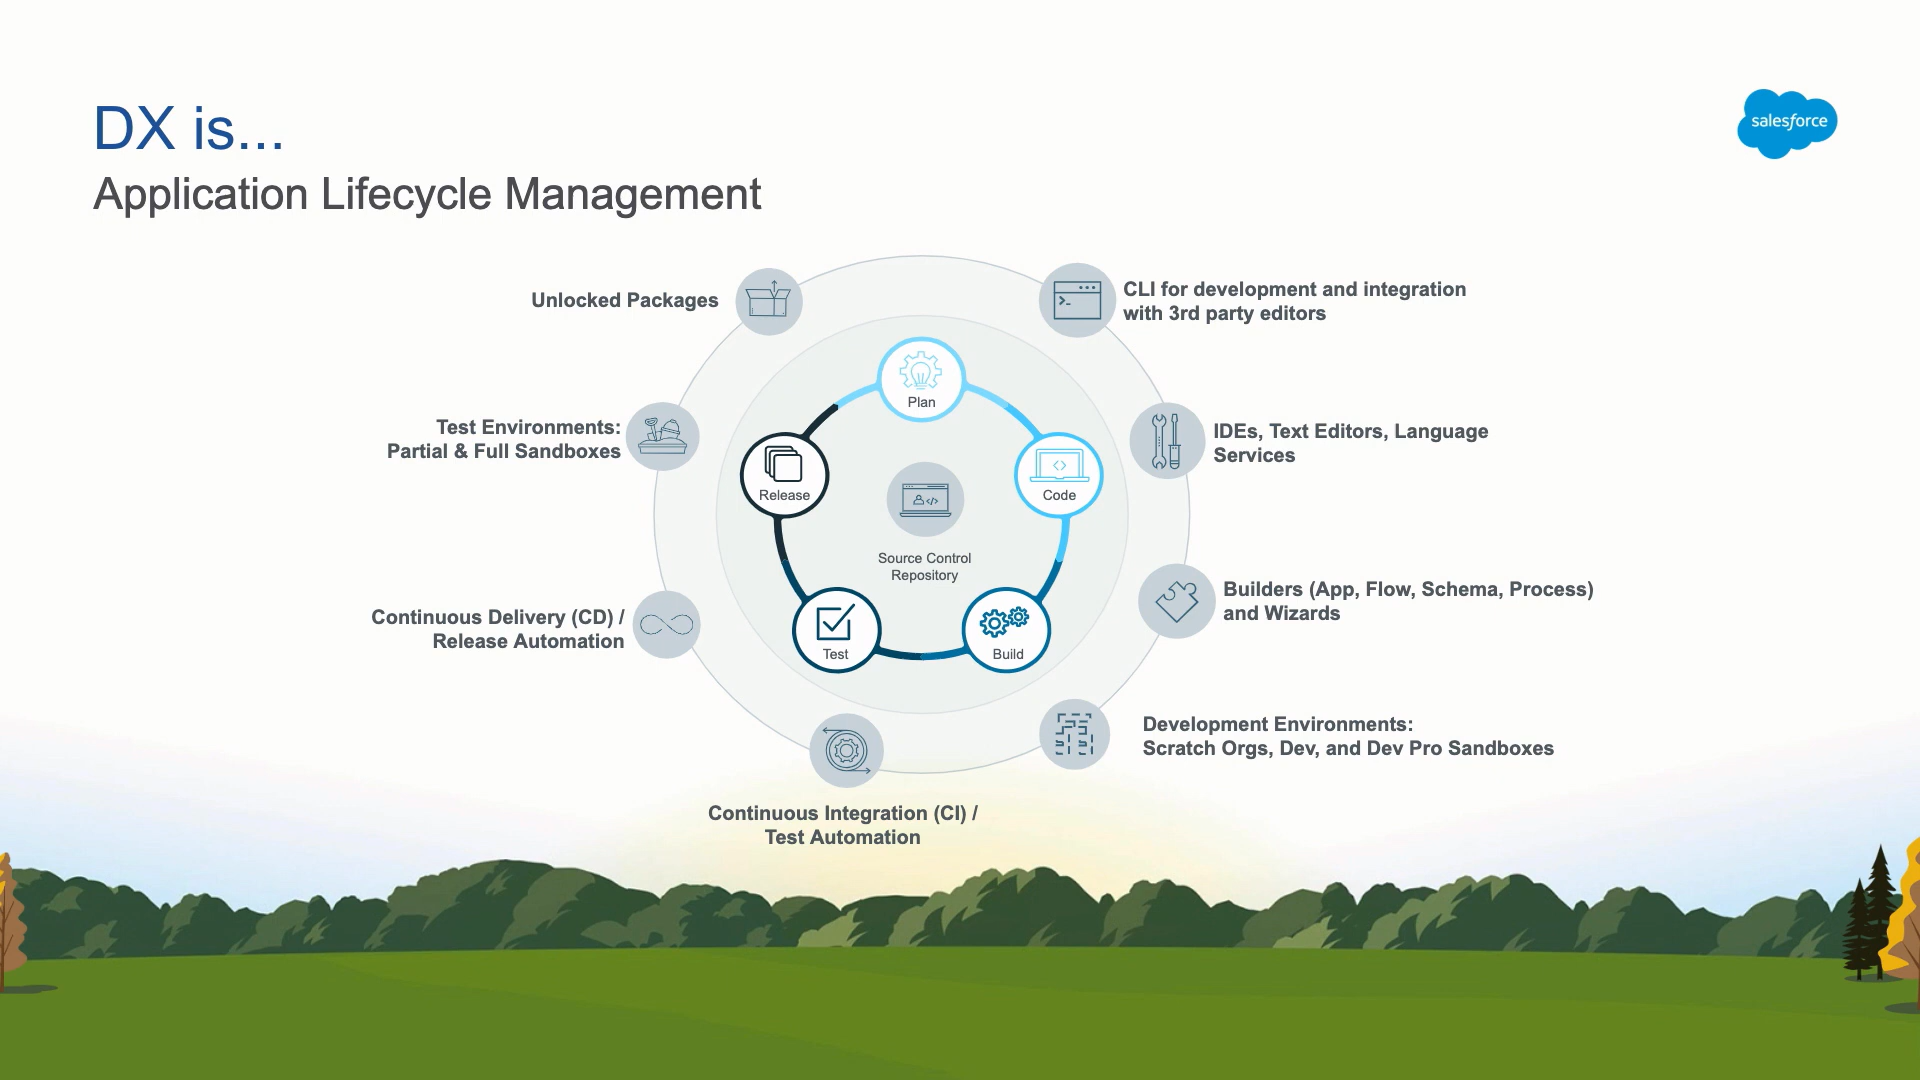 DX is...
Application Lifecycle Management
salesforce
Unlocked Packages
CLI for development and integration
with 3rd party editors
Plan
Test Environments:
Partial & Full Sandboxes
IDEs, Text Editors, Language
Services
Release
Code
Source Control
Repository
Continuous Delivery (CD) /
Release Automation
Builders (App, Flow, Schema, Process)
and Wizards
Test
Build
Development Environments:
Scratch Orgs, Dev, and Dev Pro Sandboxes
Continuous Integration (CI) /
Test Automation